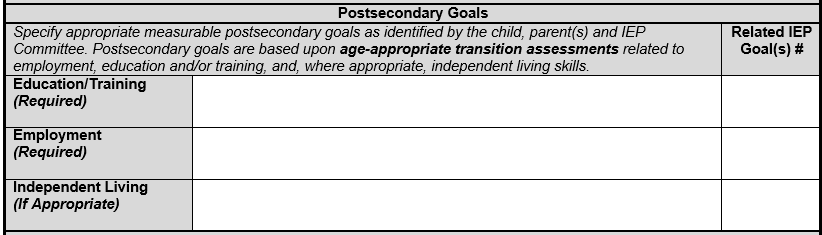 Postsecondary Goals
Specify appropriate measurable postsecondary goals as identified by the child, parent(s) and IEP
Committee. Postsecondary goals are based upon age-appropriate transition assessments related to
employment, education and/or training, and, where appropriate, independent living skills.
Related IEP
Goal(s) #
Education/Training
(Required)
Employment
(Required)
Independent Living
(If Appropriate)